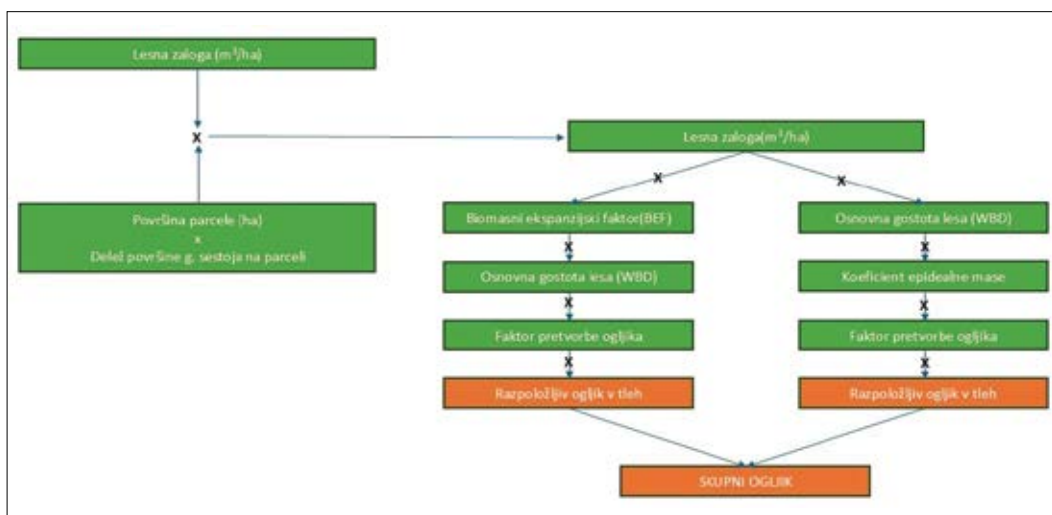 Lesna zaloga (m³/ha)
X
Lesna zaloga(m³/ha)
X
X
Površina parcele (ha)
x
Delež površine g. sestoja na parceli
Biomasni ekspanzijski faktor(BEF)
Osnovna gostota lesa (WBD)
X
X
Osnovna gostota lesa (WBD)
Koeficient epidealne mase
X
X
Faktor pretvorbe ogljika
Faktor pretvorbe ogljika
X
X
Razpoložljiv ogljik v tleh
Razpoložljiv ogljik v tleh
SKUPNI OGLJIK